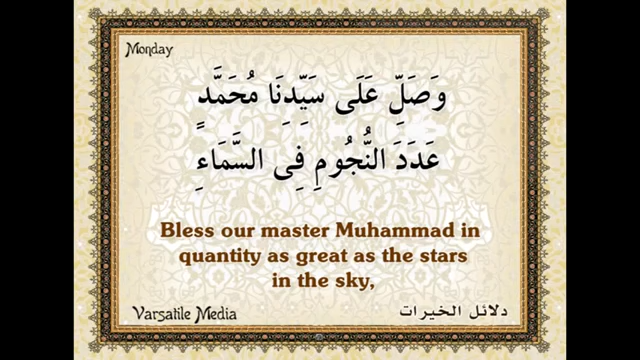 Monday
وَصَلِّ عَلَى سَيِّدِنَا مُحَمَّدٍ
عَدَدَ النُّجُومِ فِى السَّمَاءِ
Bless our master Muhammad in
quantity as great as the stars
in the sky,
Varsatile Media
دلائل الخيرات